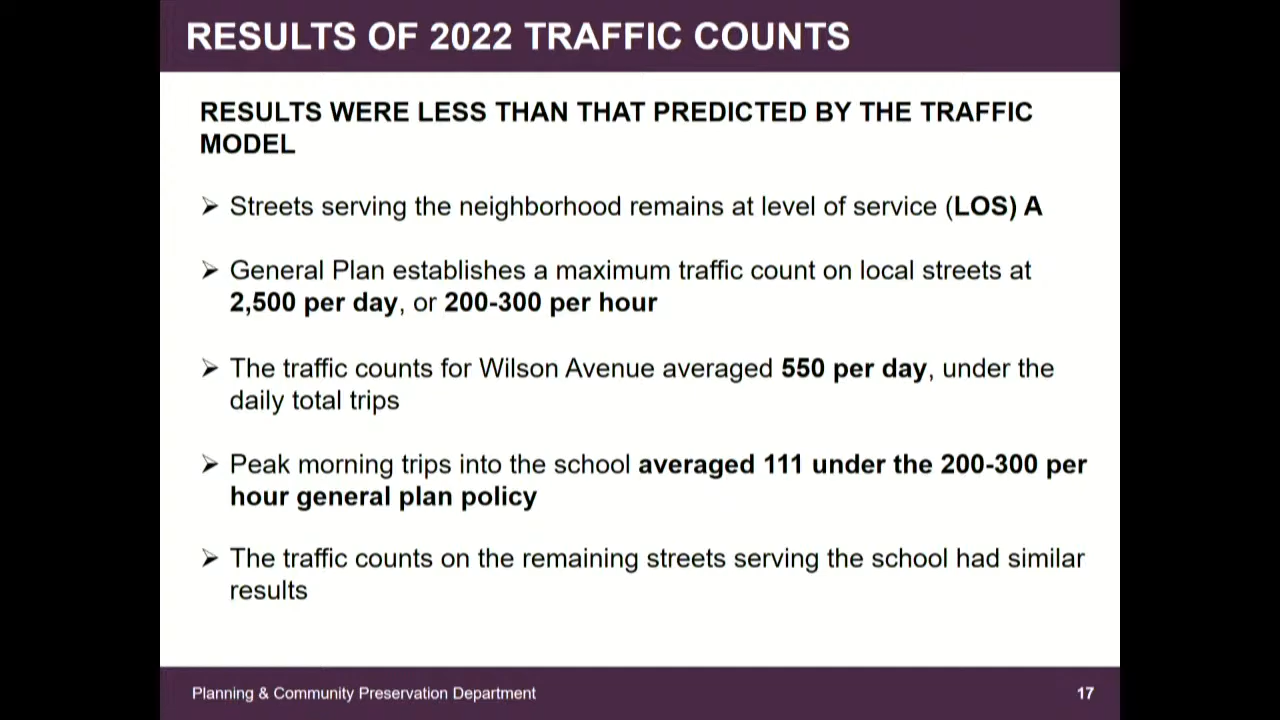 RESULTS OF 2022 TRAFFIC COUNTS
RESULTS WERE LESS THAN THAT PREDICTED BY THE TRAFFIC
MODEL
➢ Streets serving the neighborhood remains at level of service (LOS) A
➢ General Plan establishes a maximum traffic count on local streets at
2,500 per day, or 200-300 per hour
➢ The traffic counts for Wilson Avenue averaged 550 per day, under the
daily total trips
➢ Peak morning trips into the school averaged 111 under the 200-300 per
hour general plan policy
➢ The traffic counts on the remaining streets serving the school had similar
results
Planning & Community Preservation Department
17